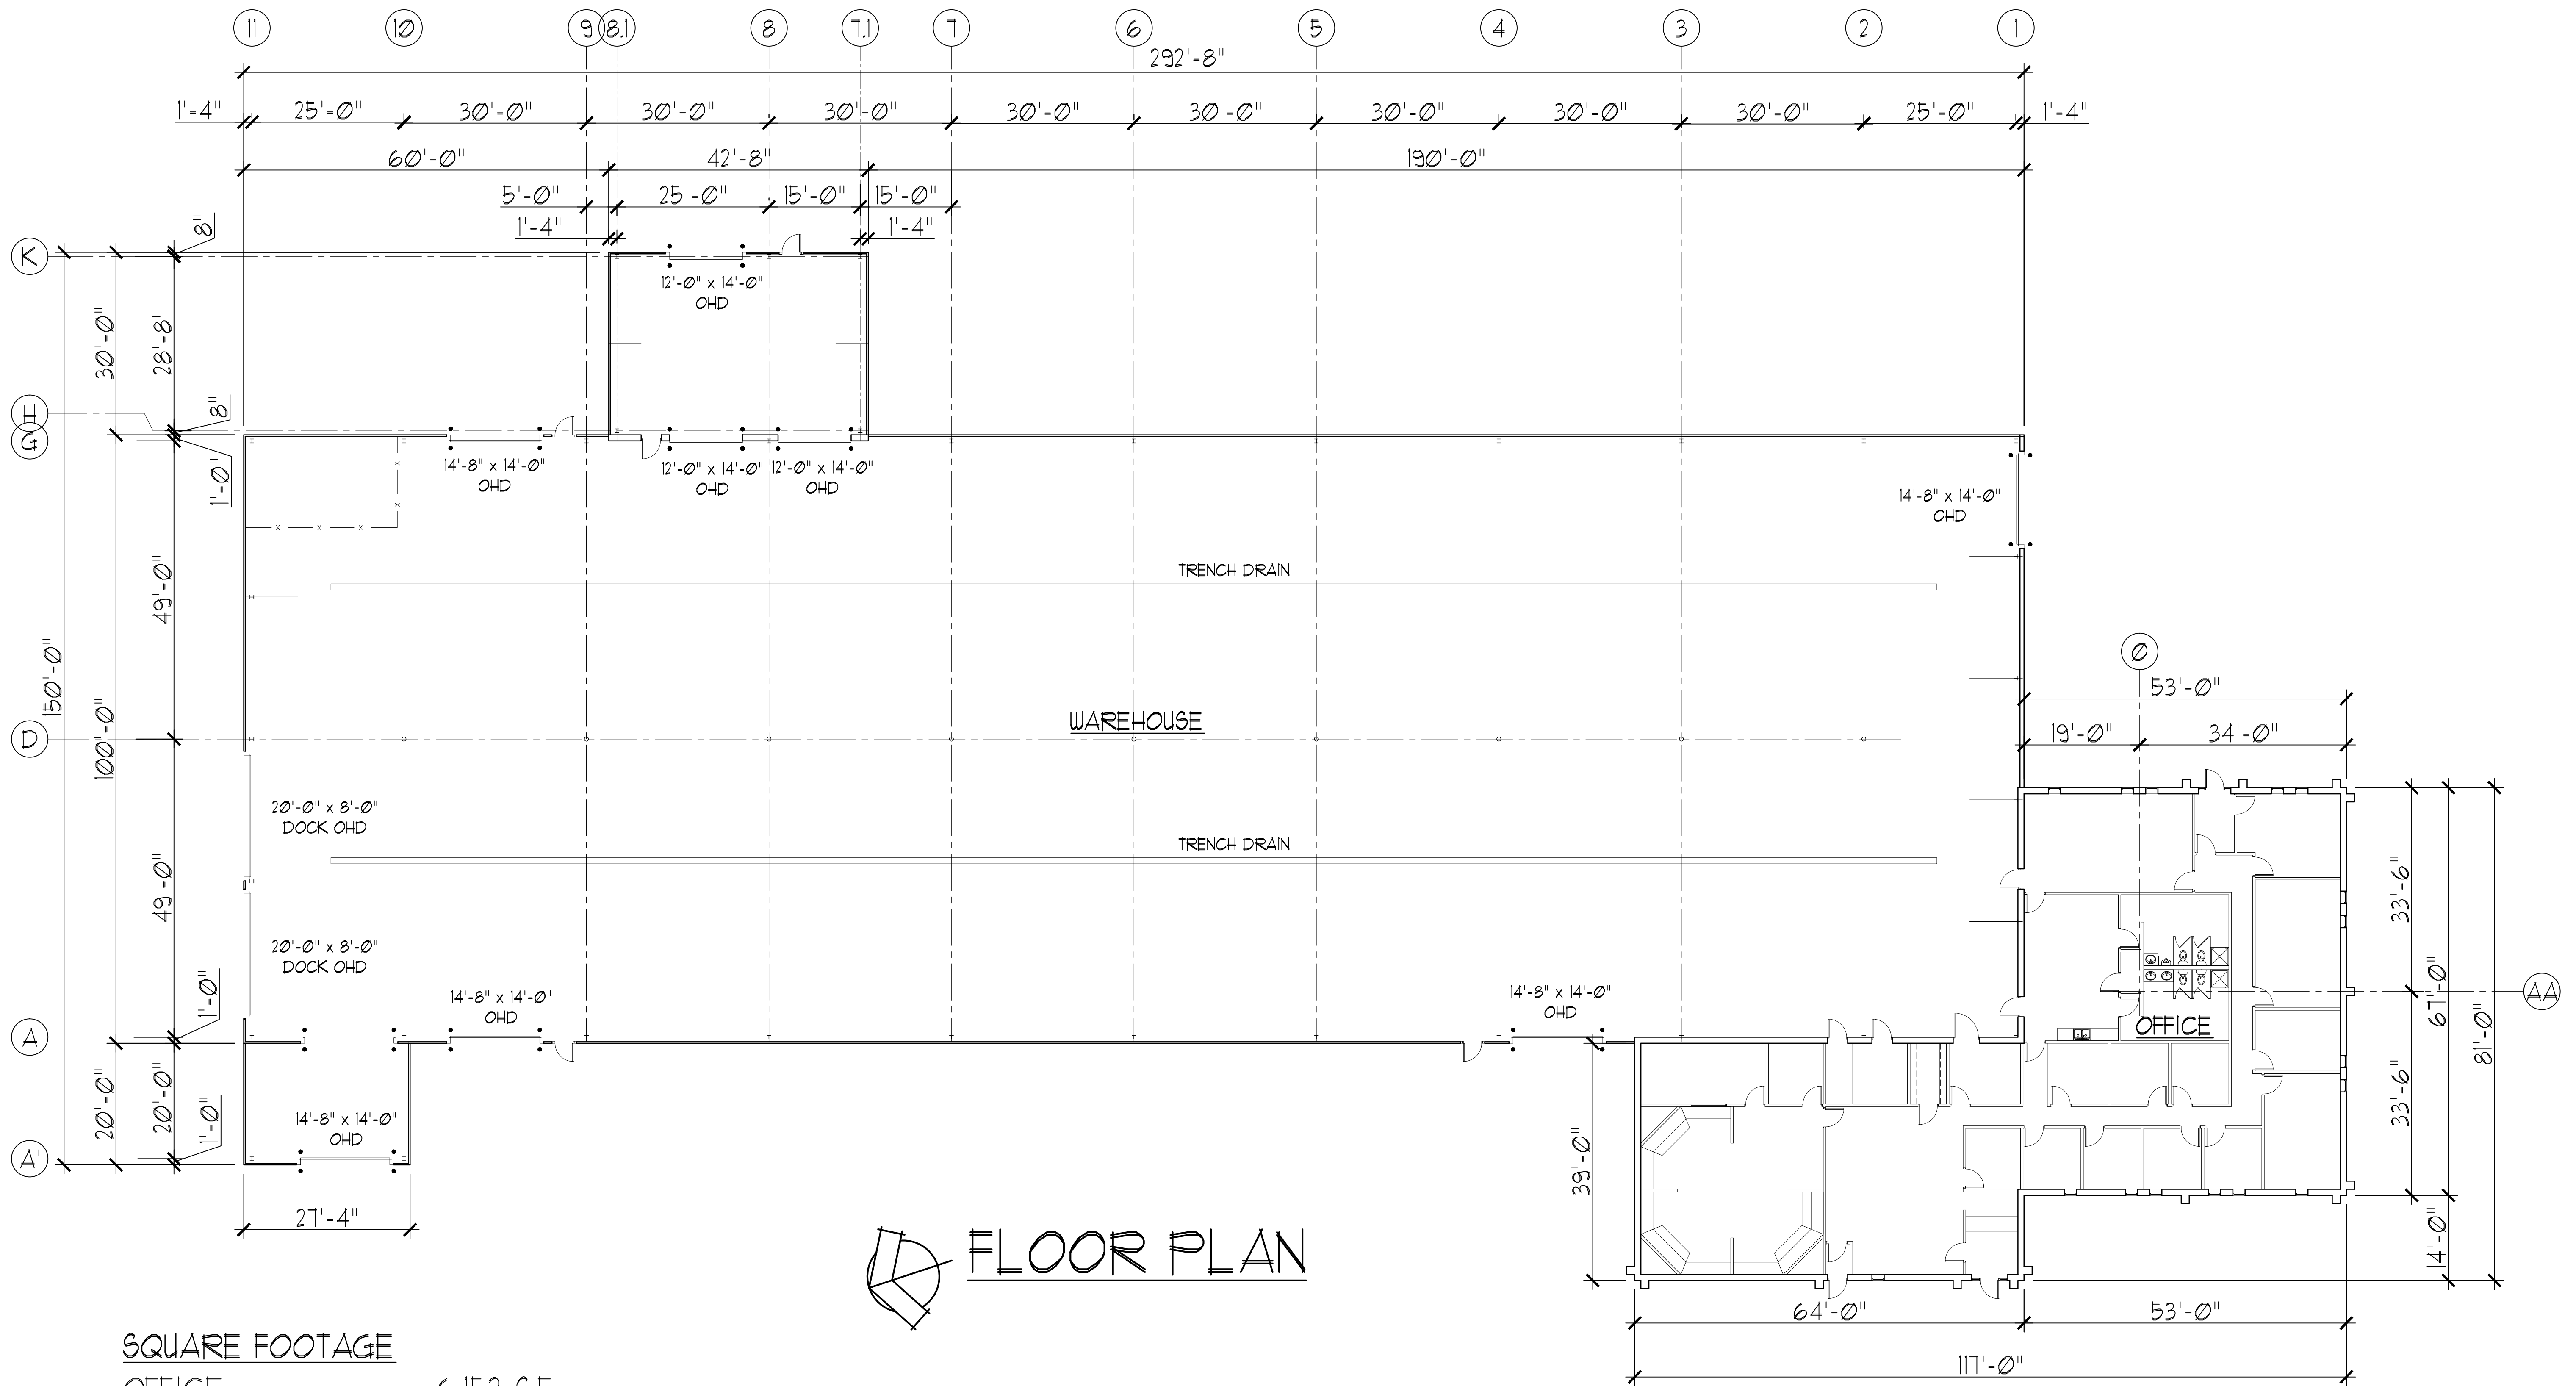 11 10 9 8.1 8 7.1 7 6 5 4 3 2 1
292'-8"
1'-4" 25'-0" 30'-0" 30'-0" 30'-0" 30'-0" 30'-0" 30'-0" 30'-0" 30'-0" 25'-0" 1'-4"
60'-0" 42'-8" 190'-0"
5'-0" 25'-0" 15'-0" 15'-0"
1'-4" 1'-4"
8"
K
12'-0" x 14'-0"
OHD
30'-0" 28'-8"
8"
H
G
14'-8" x 14'-0"
OHD
12'-0" x 14'-0"
OHD
12'-0" x 14'-0"
OHD
1'-0"
14'-8" x 14'-0"
OHD
TRENCH DRAIN
49'-0"
150'-0"
0
53'-0"
WAREHOUSE
D
100'-0"
19'-0" 34'-0"
20'-0" x 8'-0"
DOCK OHD
TRENCH DRAIN
49'-0"
33'-6"
20'-0" x 8'-0"
DOCK OHD
1'-0"
67'-0"
AA
14'-8" x 14'-0"
OHD
14'-8" x 14'-0"
OHD
OFFICE
A
81'-0"
20'-0" 20'-0" 1'-0"
33'-6"
14'-8" x 14'-0"
OHD
A'
39'-0"
27'-4"
14'-0"
FLOOR PLAN
64'-0" 53'-0"
SQUARE FOOTAGE
117'-0"